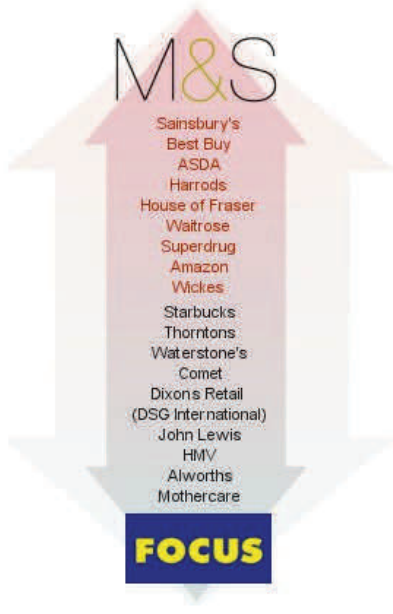 M&S
Sainsbury's
Best Buy
ASDA
Harrods
House of Fraser
Waitrose
Superdrug
Amazon
Wickes
Starbucks
Thorntons
Waterstone's
Comet
Dixons Retail
(DSG International)
John Lewis
HMV
Alworths
Mothercare
FOCUS